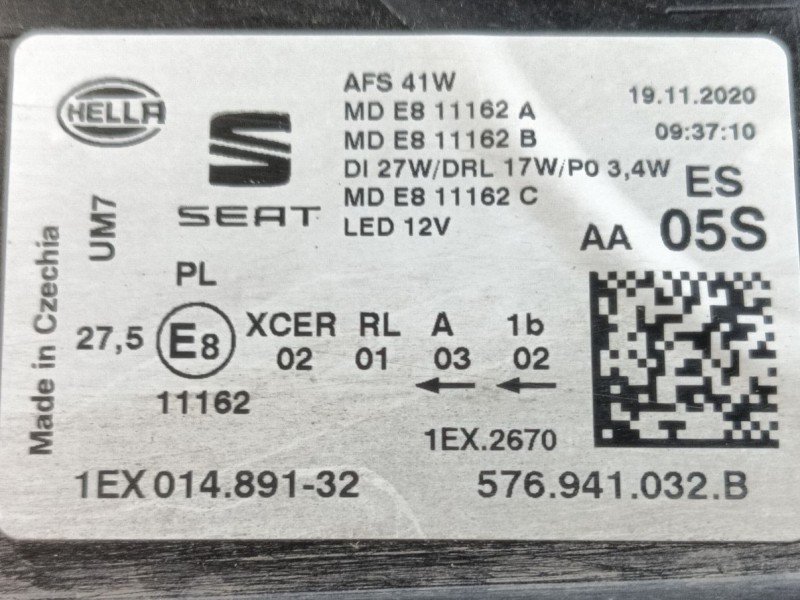 HELLA
SEAT
AFS 41W
MD E8 11162 A
MD E8 11162 B
DI 27W/DRL 17W/P0 3,4W
MD E8 11162 C
LED 12V
19.11.2020
09:37:10
ES
AA 05S
Made in Czechia
UM7
PL
27,5 E8 XCER RL A 1b
02 01 03 02
11162
1EX.2670
1EX 014.891-32
576.941.032.B